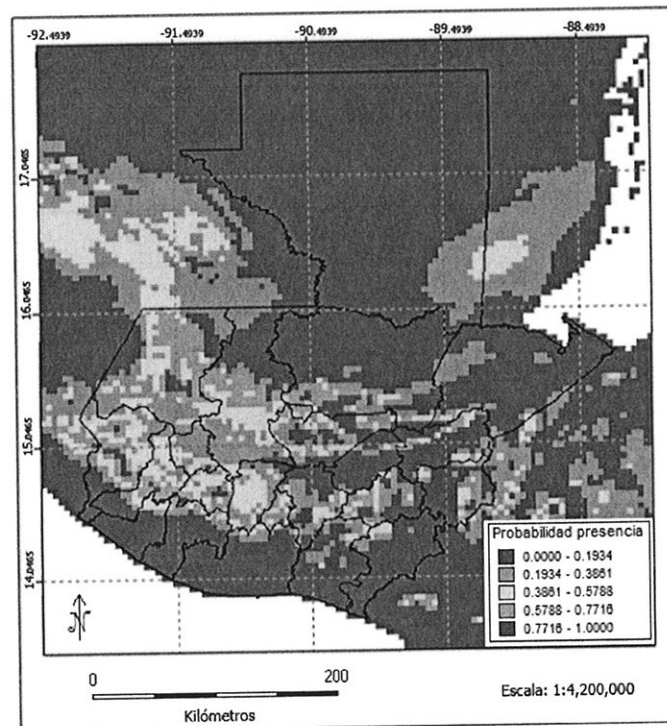 -92.4939 -91.4939 -90.4939 -89.4939 -88.4939
17.0465
16.0465
15.0465
14.0465
Probabilidad presencia
0.0000 - 0.1934
0.1934 - 0.3861
0.3861 - 0.5788
0.5788 - 0.7716
0.7716 - 1.0000
N
0 200
Kilómetros
Escala: 1:4,200,000